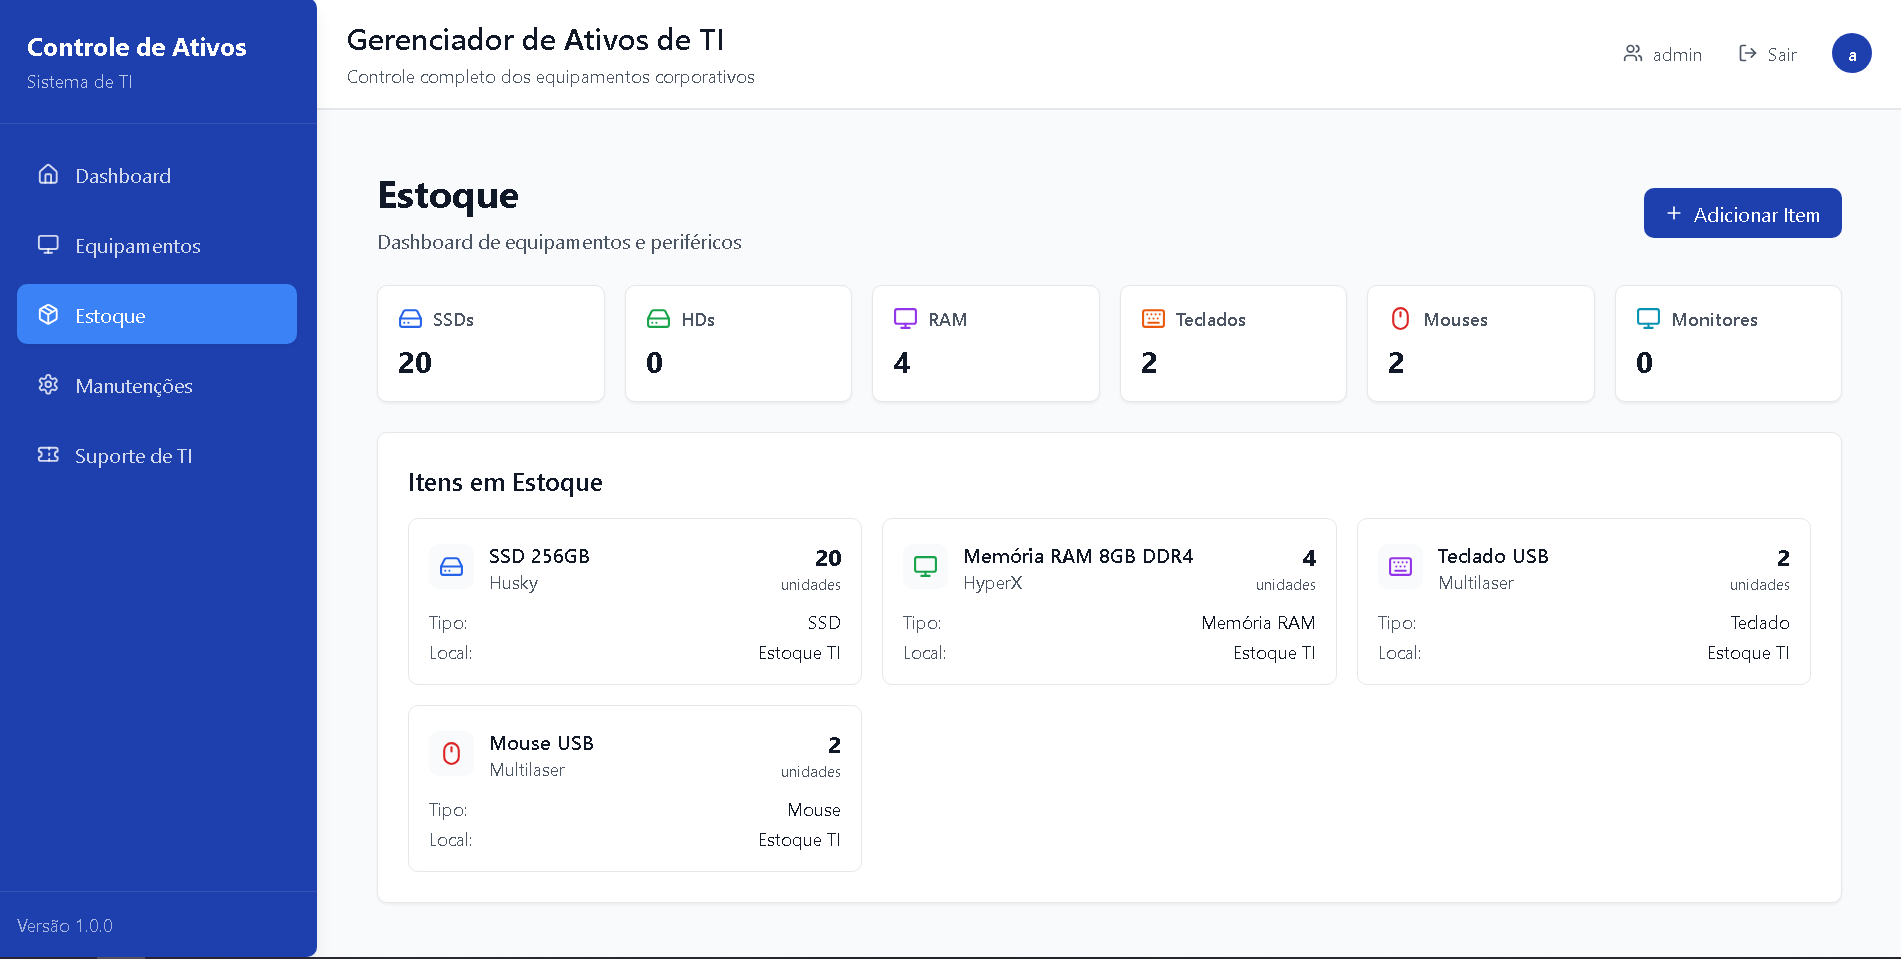 Controle de Ativos
Sistema de TI
Dashboard
Equipamentos
Estoque
Manutenções
Suporte de TI
Versão 1.0.0
Gerenciador de Ativos de TI
Controle completo dos equipamentos corporativos
admin
Sair
a
Estoque
Dashboard de equipamentos e periféricos
+ Adicionar Item
SSDs
20
HDs
0
RAM
4
Teclados
2
Mouses
2
Monitores
0
Itens em Estoque
SSD 256GB
Husky
20
unidades
Tipo: SSD
Local: Estoque TI
Memória RAM 8GB DDR4
HyperX
4
unidades
Tipo: Memória RAM
Local: Estoque TI
Teclado USB
Multilaser
2
unidades
Tipo: Teclado
Local: Estoque TI
Mouse USB
Multilaser
2
unidades
Tipo: Mouse
Local: Estoque TI